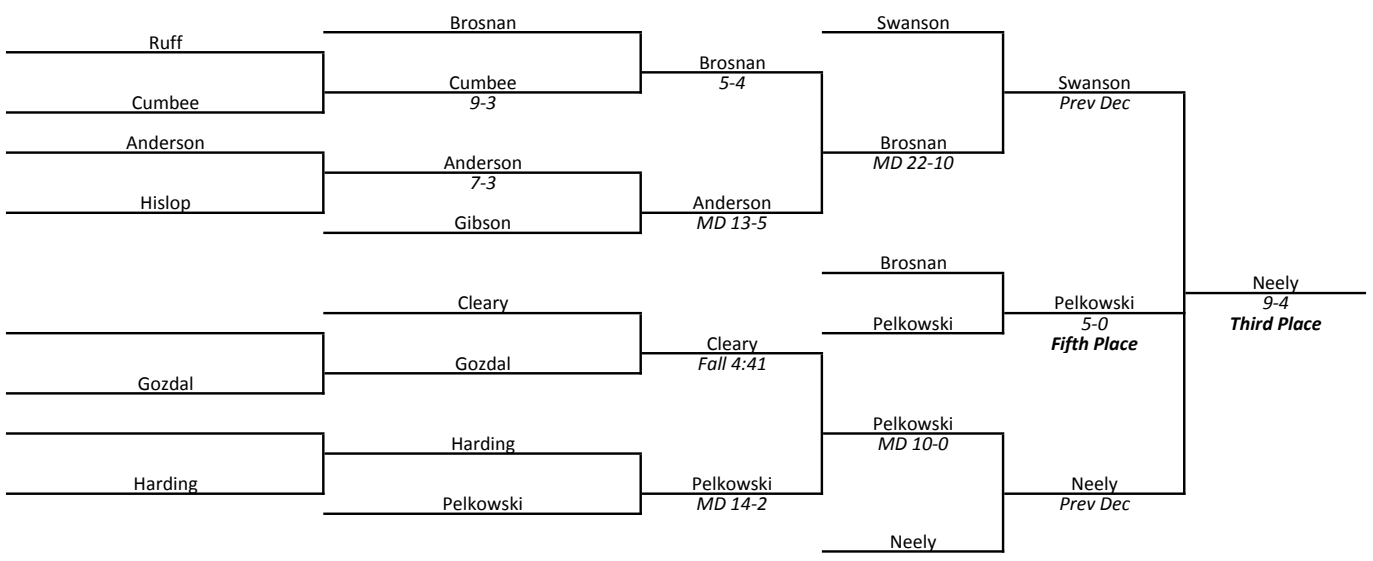 Ruff
Cumbee
Anderson
Hislop
Gozdal
Harding
Brosnan
Cumbee
9-3
Anderson
7-3
Gibson
Cleary
Gozdal
Harding
Pelkowski
Brosnan
5-4
Anderson
MD 13-5
Cleary
Fall 4:41
Pelkowski
MD 14-2
Swanson
Brosnan
MD 22-10
Brosnan
Pelkowski
Pelkowski
MD 10-0
Neely
Swanson
Prev Dec
Pelkowski
5-0
Fifth Place
Neely
Prev Dec
Neely
9-4
Third Place